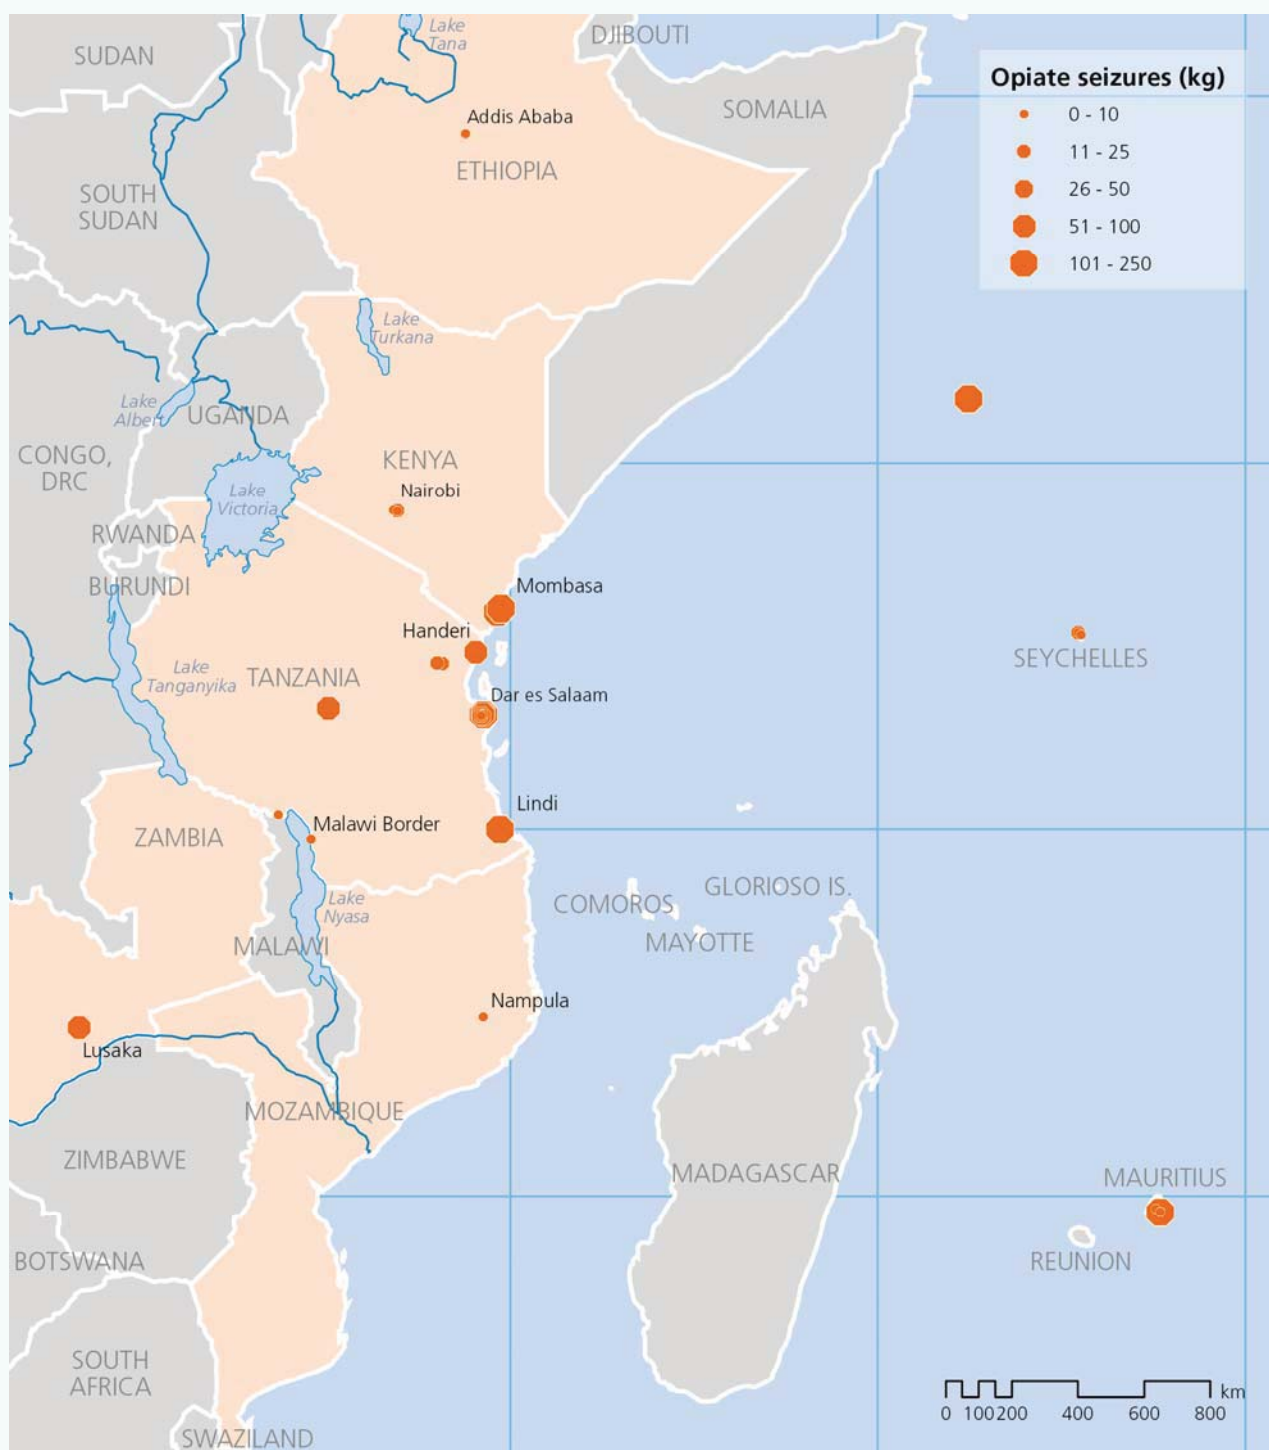 Lake
Tana
DJIBOUTI
SUDAN
Opiate seizures (kg)
0 - 10
11 - 25
26 - 50
51 - 100
101 - 250
SOMALIA
Addis Ababa
ETHIOPIA
SOUTH
SUDAN
Lake
Turkana
Lake
Albert
UGANDA
CONGO,
DRC
KENYA
Nairobi
Lake
Victoria
RWANDA
BURUNDI
Mombasa
Handeri
SEYCHELLES
Lake
Tanganyika
TANZANIA
Dar es Salaam
Lindi
Malawi Border
ZAMBIA
Lake
Nyasa
COMOROS
GLORIOSO IS.
MAYOTTE
MALAWI
Nampula
Lusaka
MOZAMBIQUE
ZIMBABWE
MADAGASCAR
MAURITIUS
REUNION
BOTSWANA
SOUTH
AFRICA
SWAZILAND
km
0 100 200 400 600 800